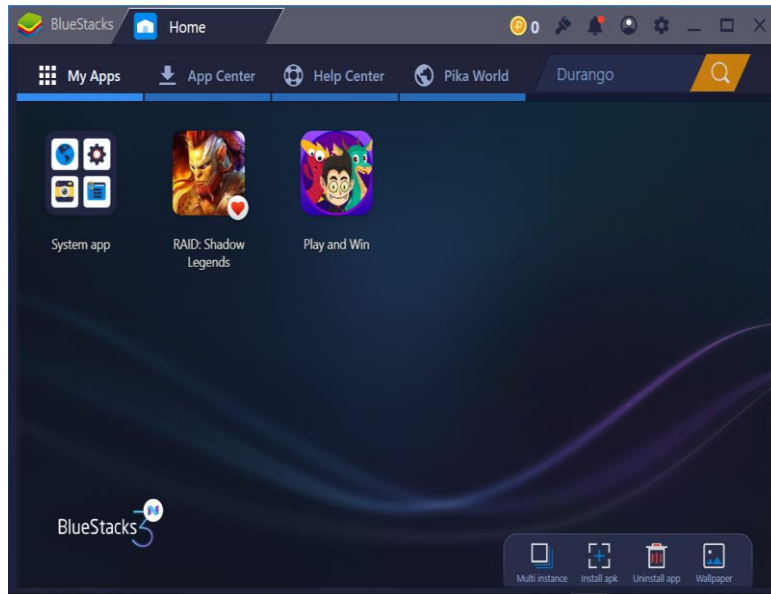 BlueStacks Home 0
My Apps App Center Help Center Pika World Durango
System app RAID: Shadow Legends Play and Win
BlueStacks 3 N
Multi instance Install apk Uninstall app Wallpaper